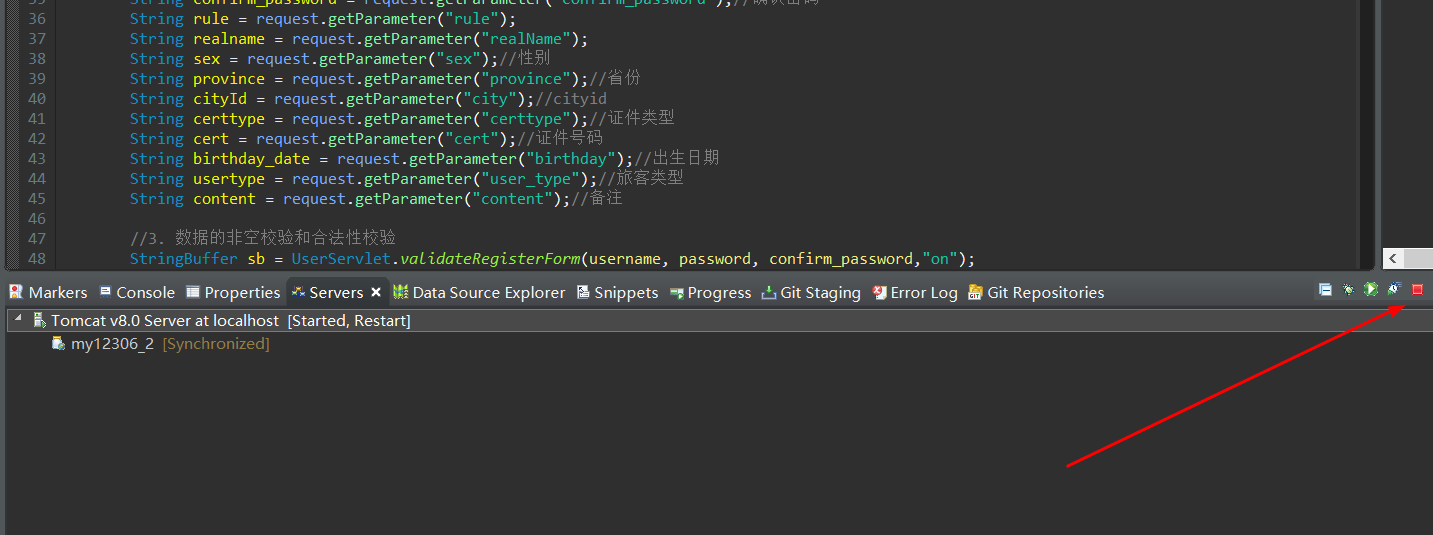 36 String rule = request.getParameter("rule");
37 String realname = request.getParameter("realName");
38 String sex = request.getParameter("sex");//性别
39 String province = request.getParameter("province");//省份
40 String cityId = request.getParameter("city");//cityid
41 String certtype = request.getParameter("certtype");//证件类型
42 String cert = request.getParameter("cert");//证件号码
43 String birthday_date = request.getParameter("birthday");//出生日期
44 String usertype = request.getParameter("user_type");//旅客类型
45 String content = request.getParameter("content");//备注
46
47 //3. 数据的非空校验和合法性校验
48 StringBuffer sb = UserServlet.validateRegisterForm(username, password, confirm_password,"on");
Markers Console Properties Servers Data Source Explorer Snippets Progress Git Staging Error Log Git Repositories
Tomcat v8.0 Server at localhost [Started, Restart]
my12306_2 [Synchronized]